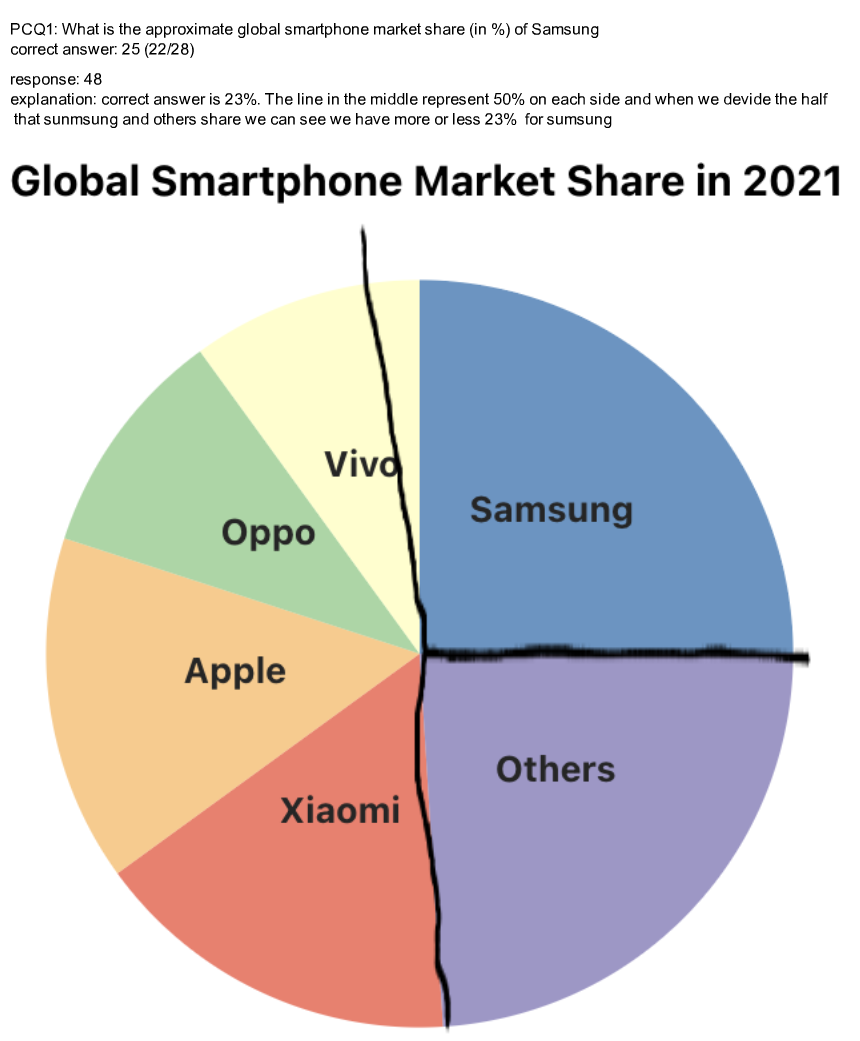 PCQ1: What is the approximate global smartphone market share (in %) of Samsung
correct answer: 25 (22/28)
response: 48
explanation: correct answer is 23%. The line in the middle represent 50% on each side and when we devide the half
that sunmsung and others share we can see we have more or less 23% for sumsung
Global Smartphone Market Share in 2021
Vivo
Samsung
Oppo
Apple
Others
Xiaomi